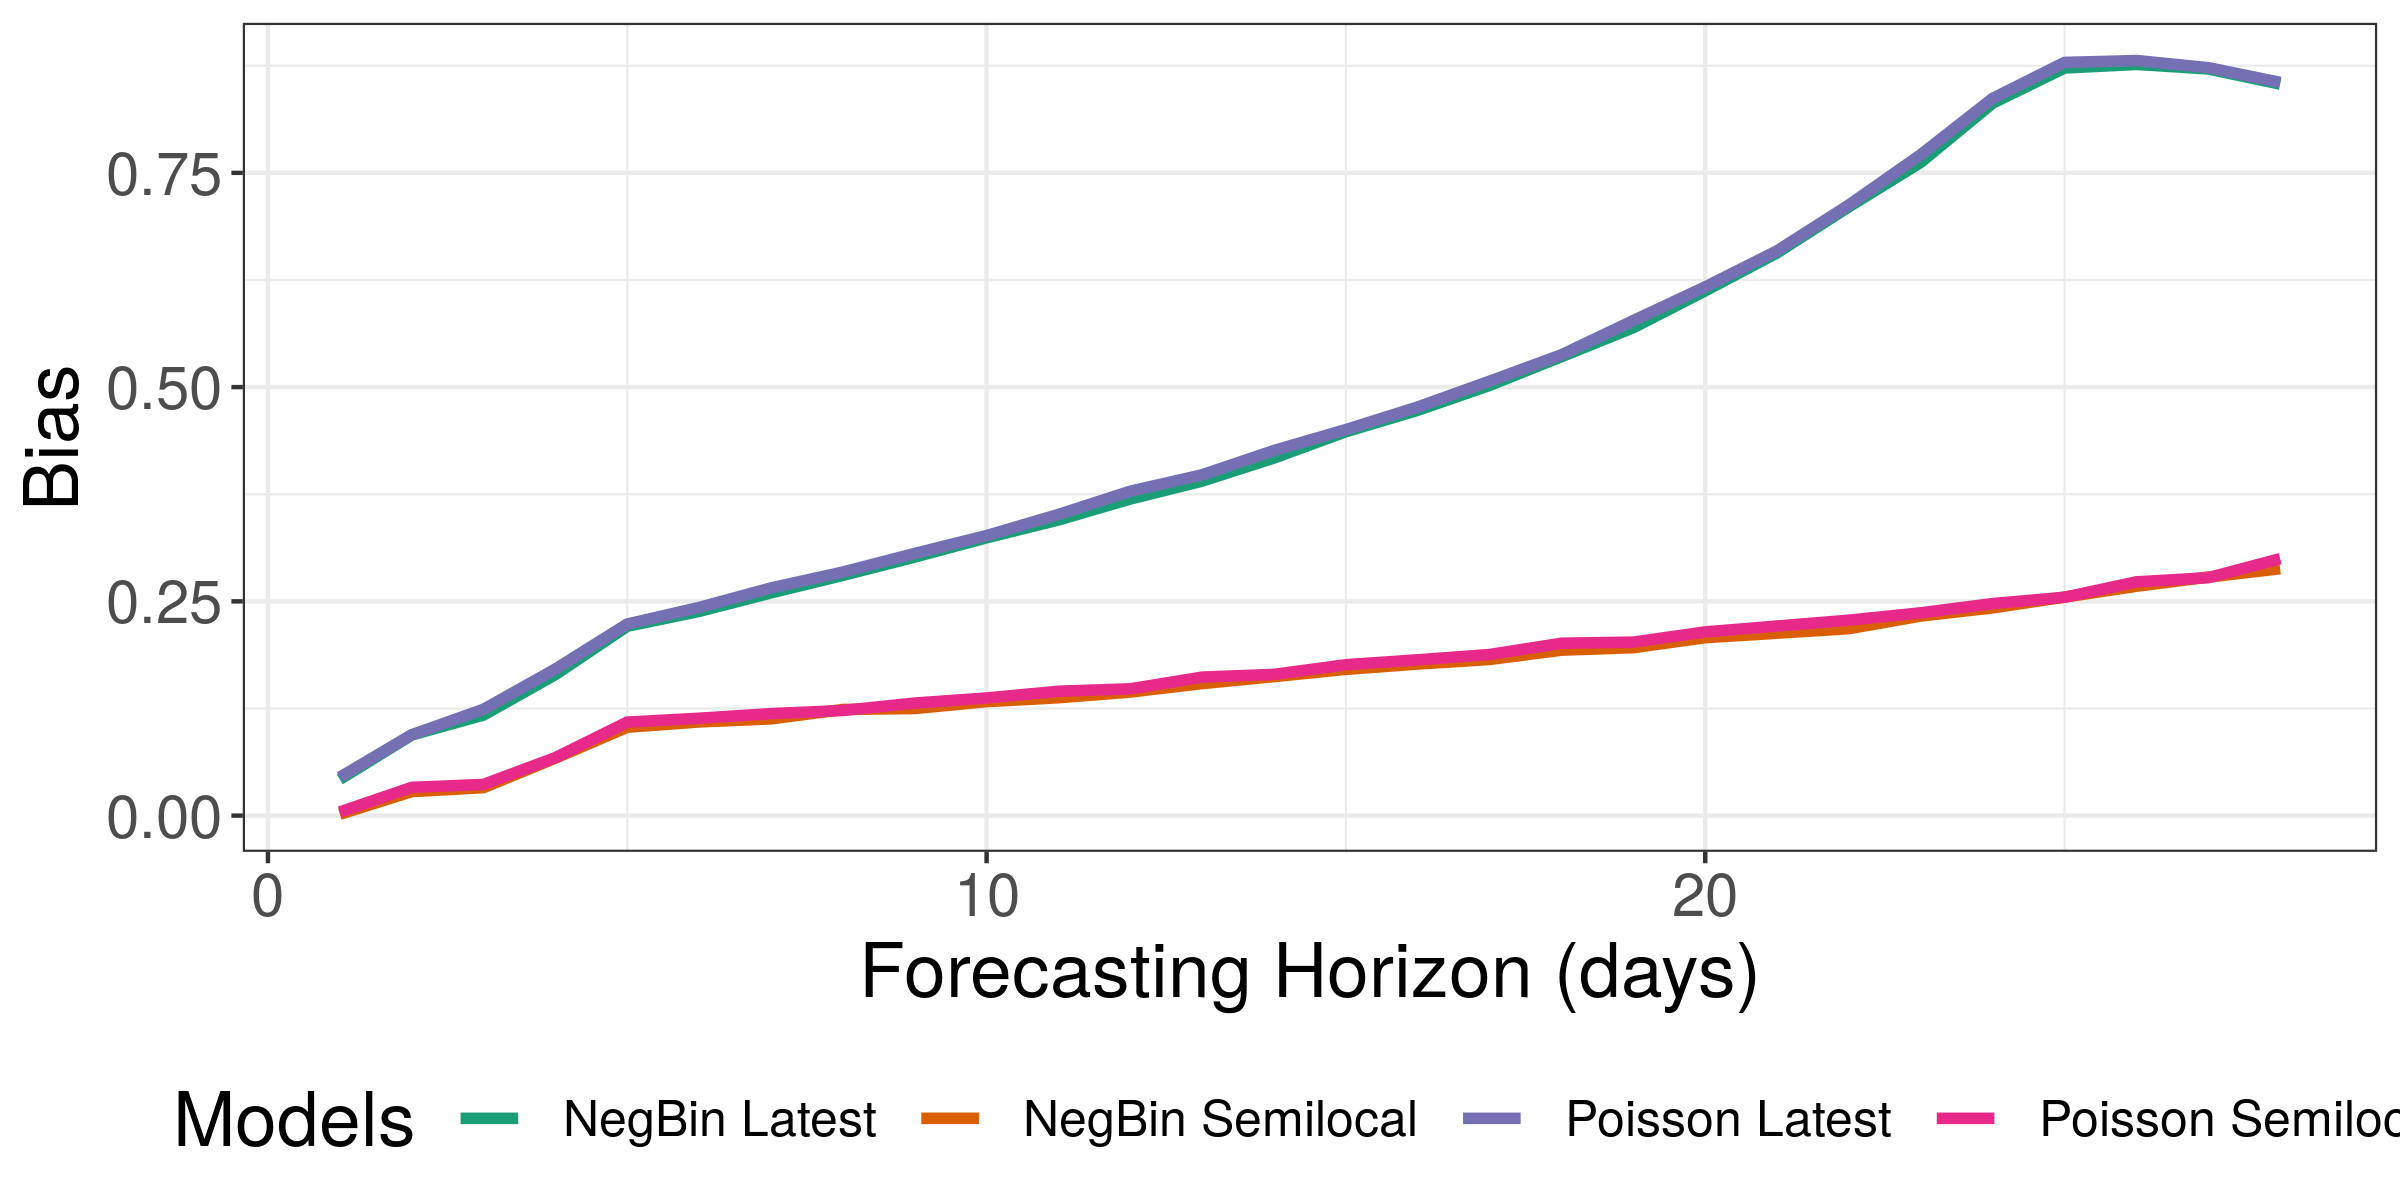 Bias
0.75
0.50
0.25
0.00
0 10 20
Forecasting Horizon (days)
Models NegBin Latest NegBin Semilocal Poisson Latest Poisson